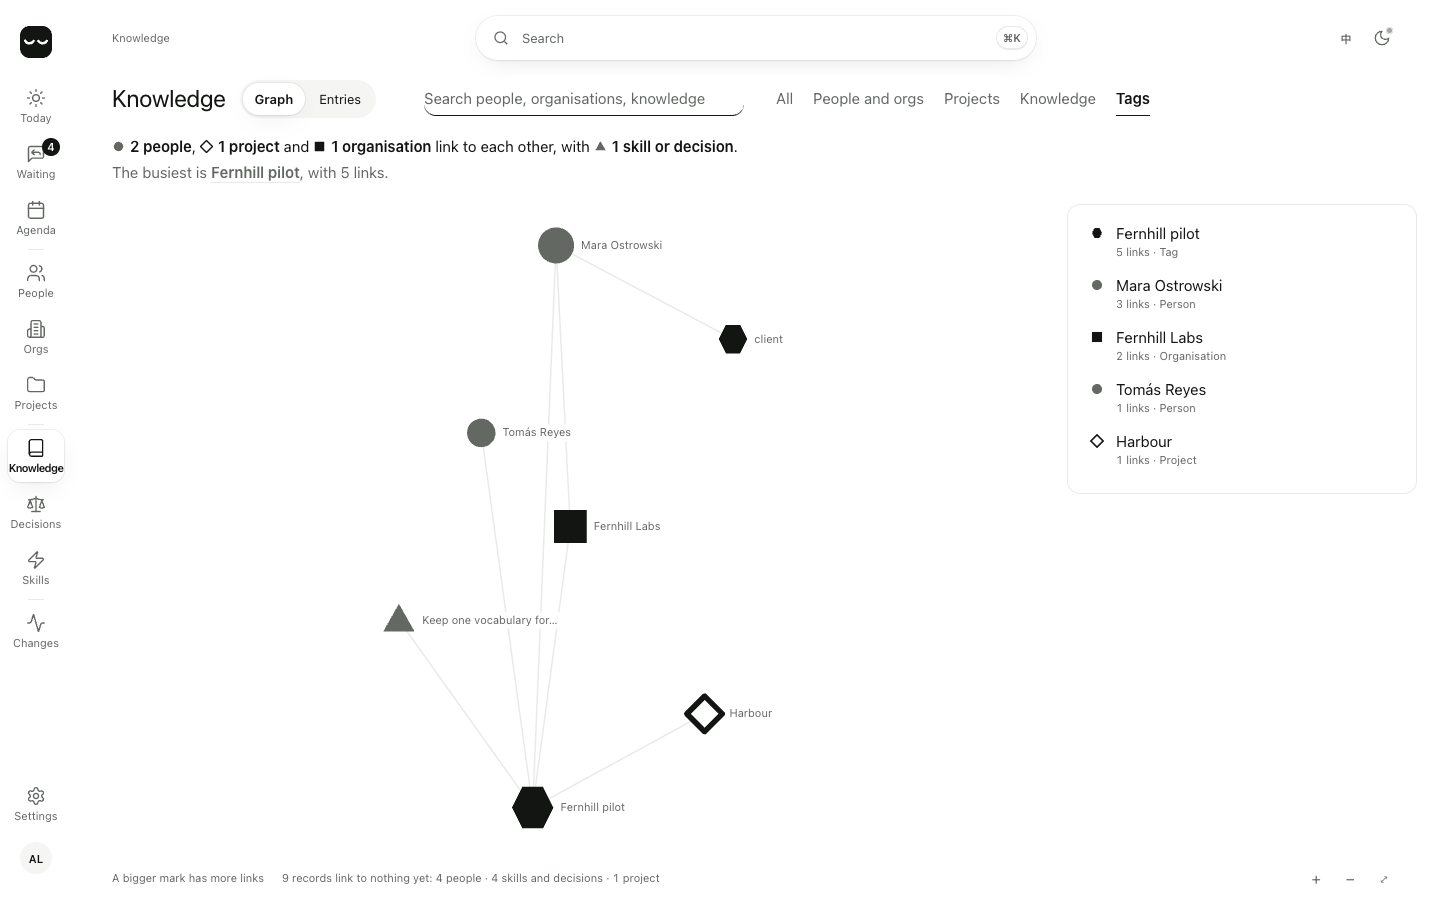 Knowledge
Search
⌘K
中
Today
4
Waiting
Agenda
People
Orgs
Projects
Knowledge
Decisions
Skills
Changes
Settings
AL
Knowledge
Graph
Entries
Search people, organisations, knowledge
All
People and orgs
Projects
Knowledge
Tags
2 people, 1 project and 1 organisation link to each other, with 1 skill or decision.
The busiest is Fernhill pilot, with 5 links.
Mara Ostrowski
client
Tomás Reyes
Fernhill Labs
Keep one vocabulary for…
Harbour
Fernhill pilot
Fernhill pilot
5 links · Tag
Mara Ostrowski
3 links · Person
Fernhill Labs
2 links · Organisation
Tomás Reyes
1 links · Person
Harbour
1 links · Project
A bigger mark has more links
9 records link to nothing yet: 4 people · 4 skills and decisions · 1 project